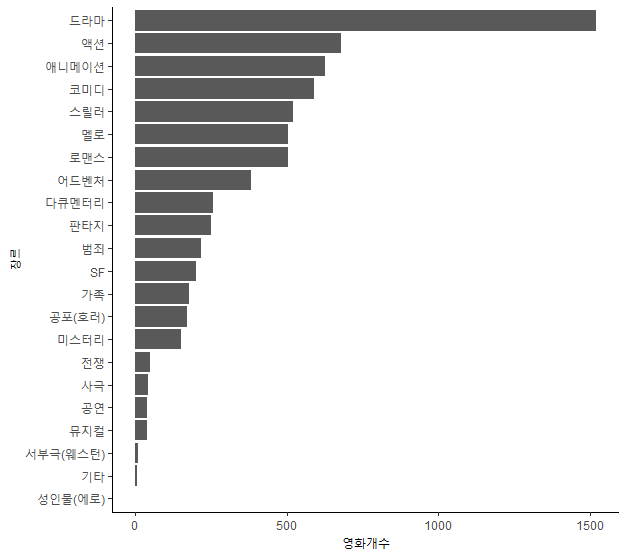 드라마
액션
애니메이션
코미디
스릴러
멜로
로맨스
어드벤처
다큐멘터리
판타지
범죄
SF
가족
공포(호러)
미스터리
전쟁
사극
공연
뮤지컬
서부극(웨스턴)
기타
성인물(에로)
장르
0 500 1000 1500
영화개수